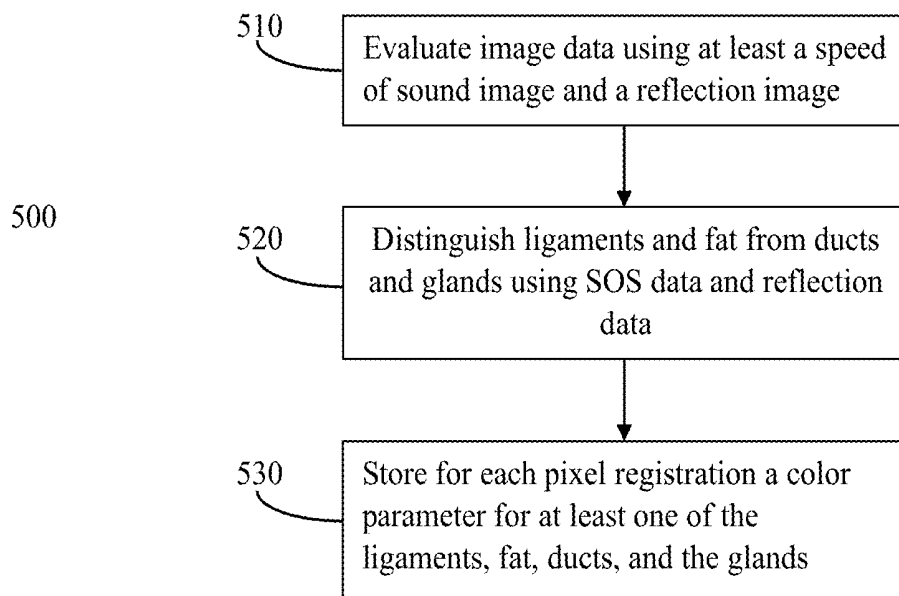 510
Evaluate image data using at least a speed
of sound image and a reflection image
500
520
Distinguish ligaments and fat from ducts
and glands using SOS data and reflection
data
530
Store for each pixel registration a color
parameter for at least one of the
ligaments, fat, ducts, and the glands